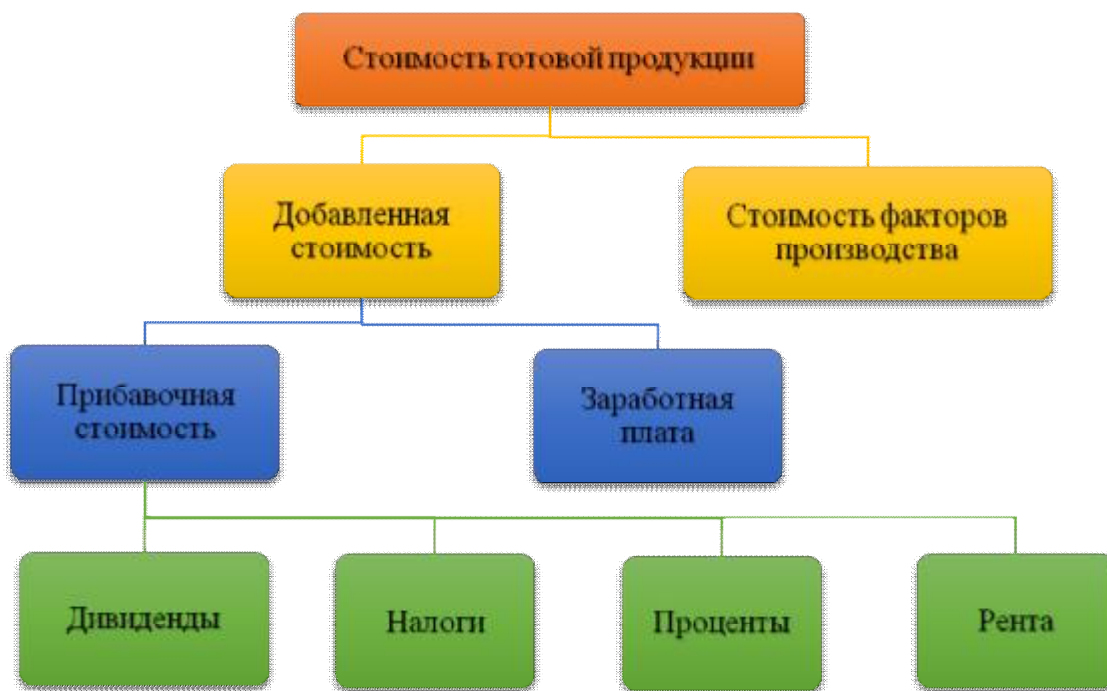 Стоимость готовой продукции
Добавленная
стоимость
Стоимость факторов
производства
Прибавочная
стоимость
Заработная
плата
Дивиденды
Налоги
Проценты
Рента